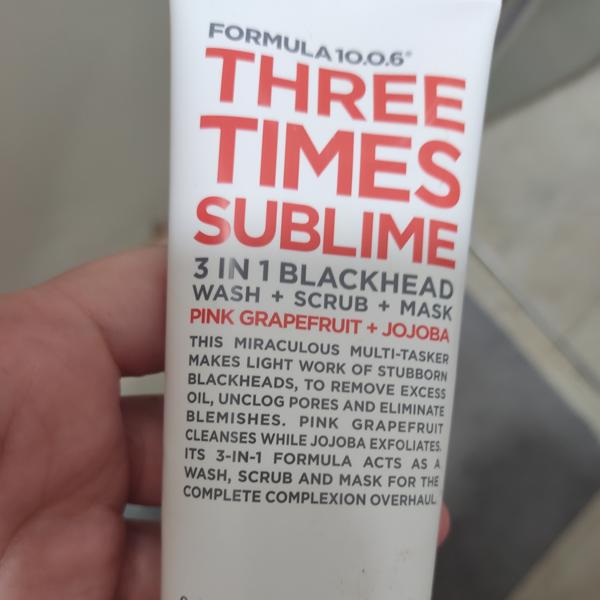 FORMULA 10.0.6®
THREE
TIMES
SUBLIME
3 IN 1 BLACKHEAD
WASH + SCRUB + MASK
PINK GRAPEFRUIT + JOJOBA
THIS MIRACULOUS MULTI-TASKER
MAKES LIGHT WORK OF STUBBORN
BLACKHEADS, TO REMOVE EXCESS
OIL, UNCLOG PORES AND ELIMINATE
BLEMISHES. PINK GRAPEFRUIT
CLEANSES WHILE JOJOBA EXFOLIATES.
ITS 3-IN-1 FORMULA ACTS AS A
WASH, SCRUB AND MASK FOR THE
COMPLETE COMPLEXION OVERHAUL.